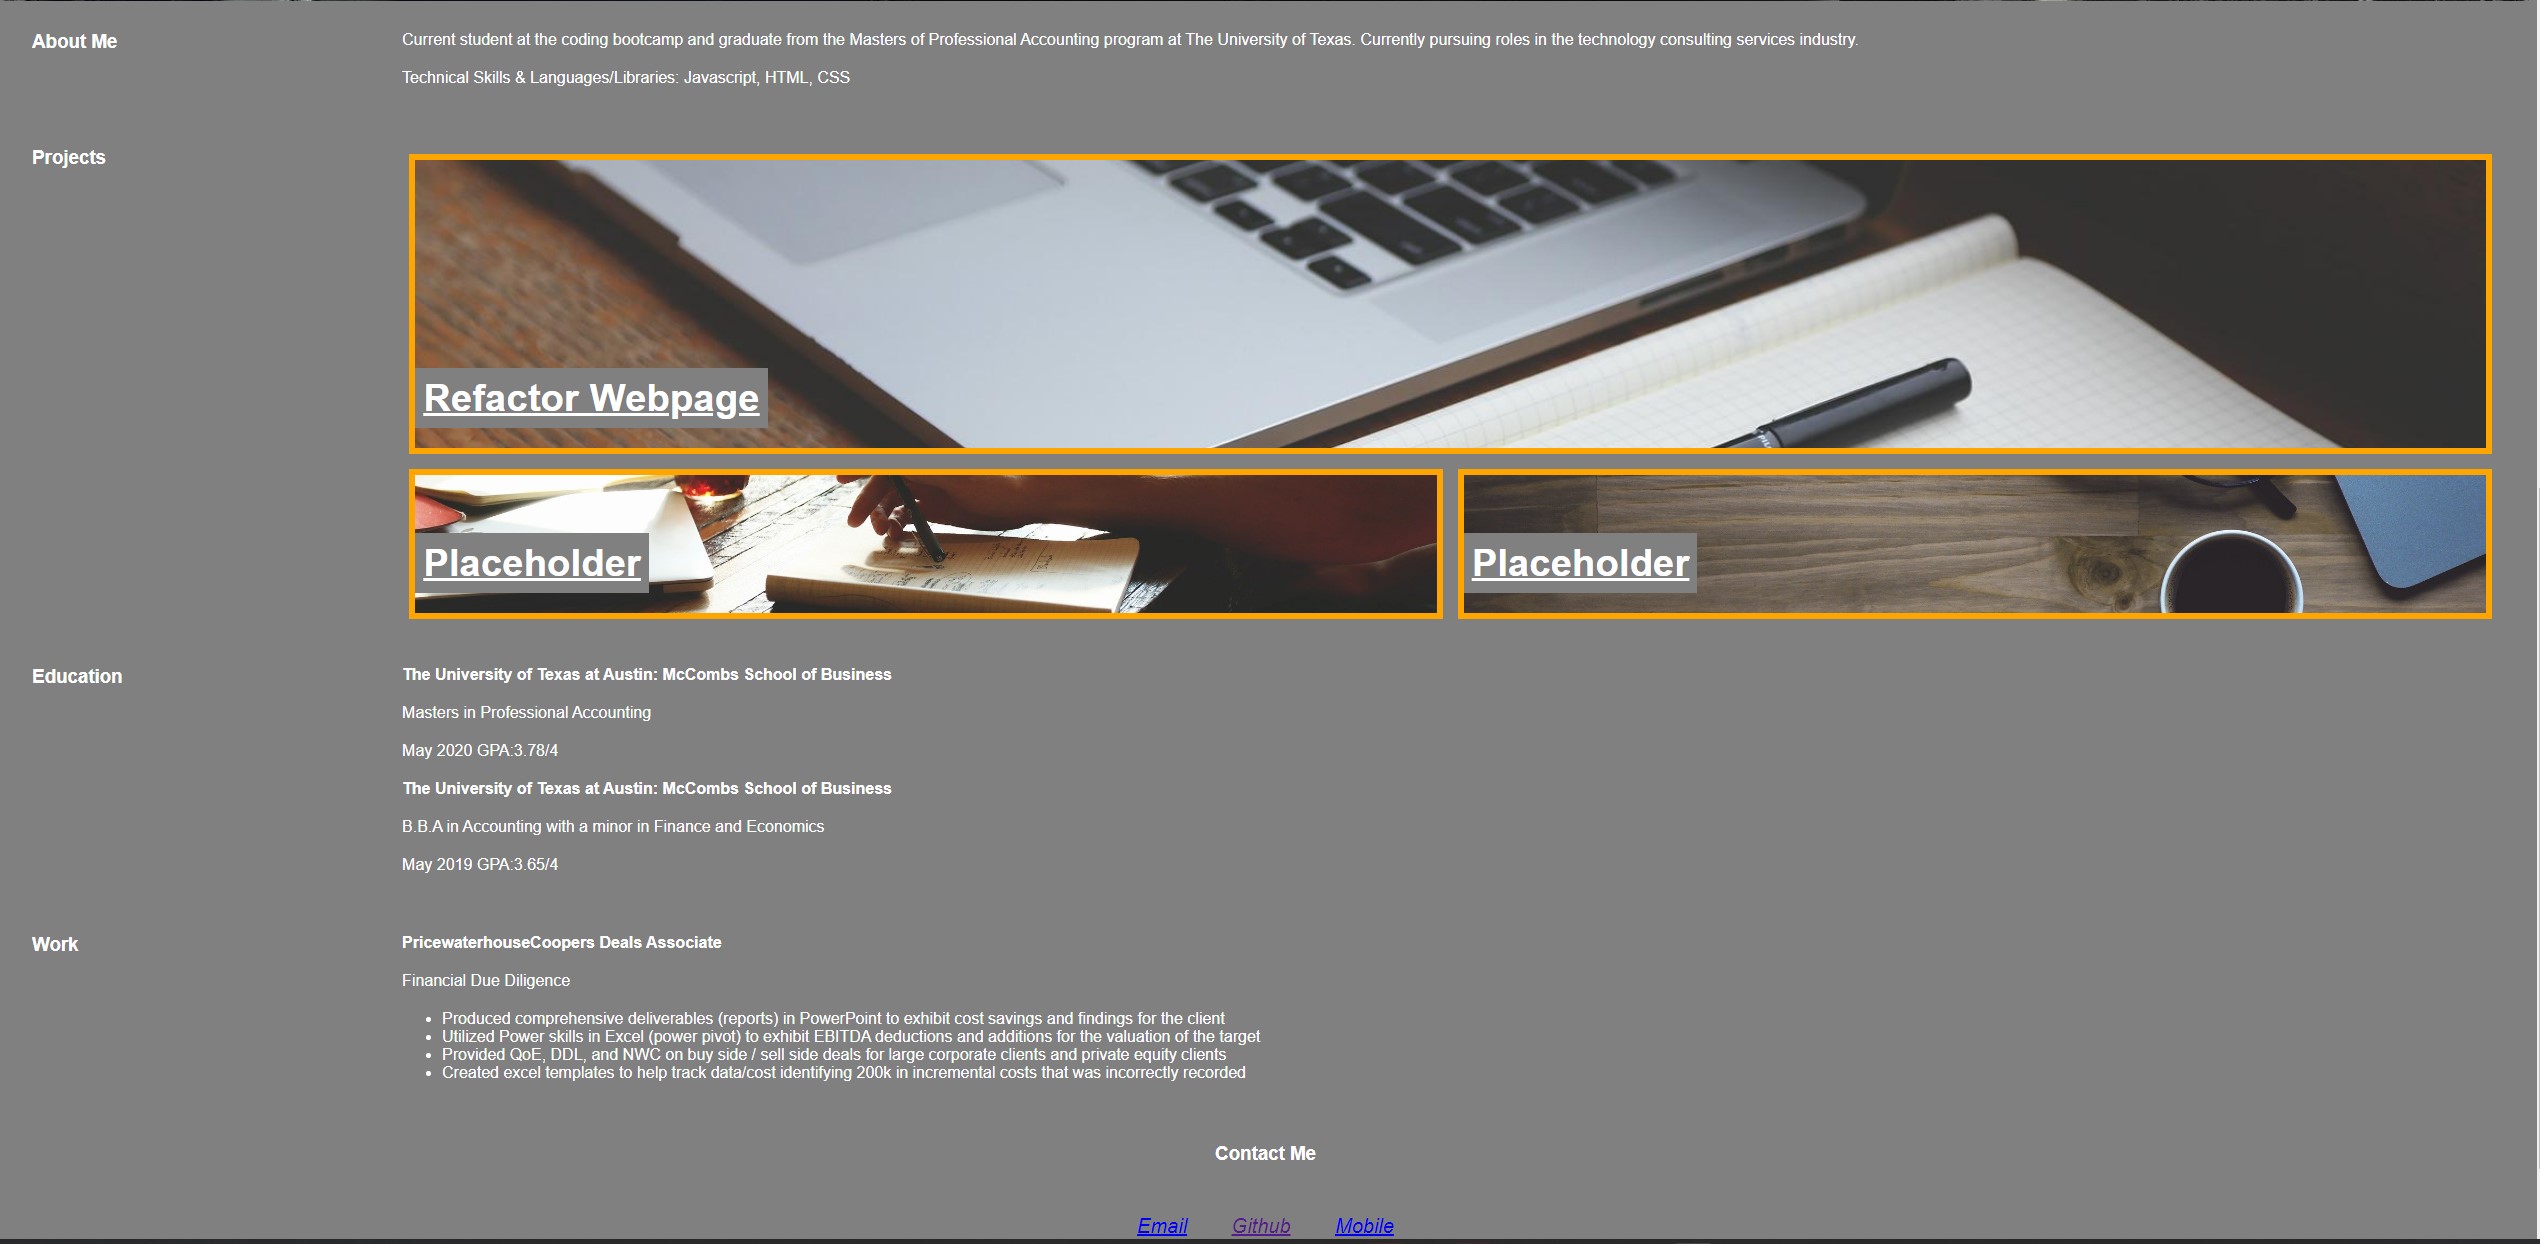 About Me
Current student at the coding bootcamp and graduate from the Masters of Professional Accounting program at The University of Texas. Currently pursuing roles in the technology consulting services industry.
Technical Skills & Languages/Libraries: Javascript, HTML, CSS
Projects
Refactor Webpage
Placeholder
Placeholder
Education
The University of Texas at Austin: McCombs School of Business
Masters in Professional Accounting
May 2020 GPA:3.78/4
The University of Texas at Austin: McCombs School of Business
B.B.A in Accounting with a minor in Finance and Economics
May 2019 GPA:3.65/4
Work
PricewaterhouseCoopers Deals Associate
Financial Due Diligence
• Produced comprehensive deliverables (reports) in PowerPoint to exhibit cost savings and findings for the client
• Utilized Power skills in Excel (power pivot) to exhibit EBITDA deductions and additions for the valuation of the target
• Provided QoE, DDL, and NWC on buy side / sell side deals for large corporate clients and private equity clients
• Created excel templates to help track data/cost identifying 200k in incremental costs that was incorrectly recorded
Contact Me
Email Github Mobile